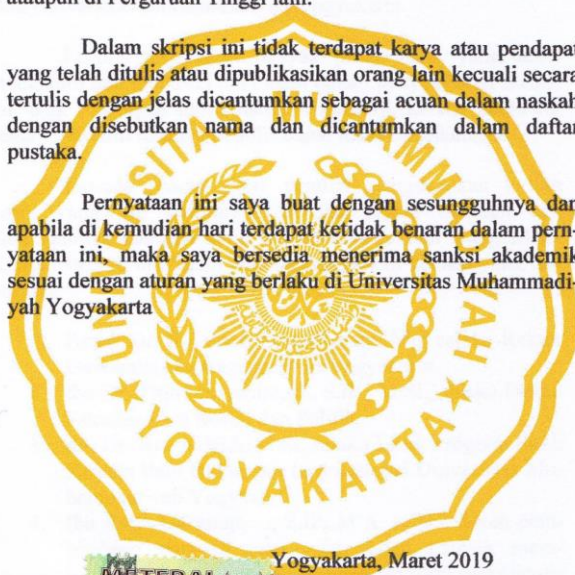 ataupun di Perguruan Tinggi lain.
Dalam skripsi ini tidak terdapat karya atau pendapat
yang telah ditulis atau dipublikasikan orang lain kecuali secara
tertulis dengan jelas dicantumkan sebagai acuan dalam naskah
dengan disebutkan nama dan dicantumkan dalam daftar
pustaka.
Pernyataan ini saya buat dengan sesungguhnya dan
apabila di kemudian hari terdapat ketidak benaran dalam pern-
yataan ini, maka saya bersedia menerima sanksi akademik
sesuai dengan aturan yang berlaku di Universitas Muhammadi-
yah Yogyakarta
UNIVERSITAS MUHAMMADIYAH
YOGYAKARTA
Yogyakarta, Maret 2019
METERAI